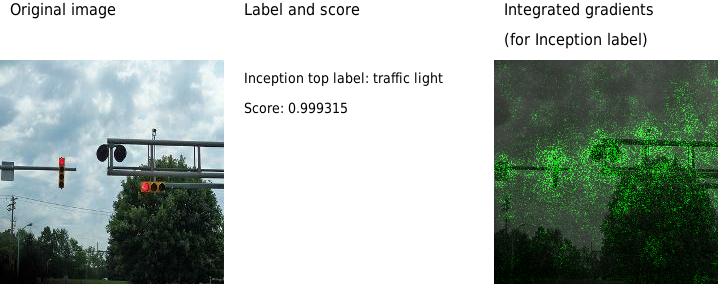 Original image
Label and score
Integrated gradients
(for Inception label)
Inception top label: traffic light
Score: 0.999315